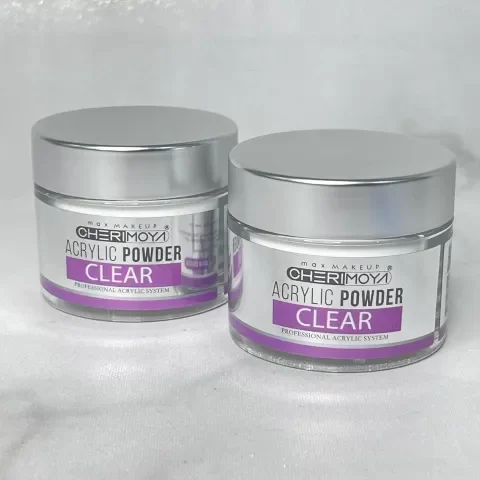 max MAKEUP
CHERIMOYA®
ACRYLIC POWDER
CLEAR
PROFESSIONAL ACRYLIC SYSTEM
max MAKEUP
CHERIMOYA®
ACRYLIC POWDER
CLEAR
PROFESSIONAL ACRYLIC SYSTEM